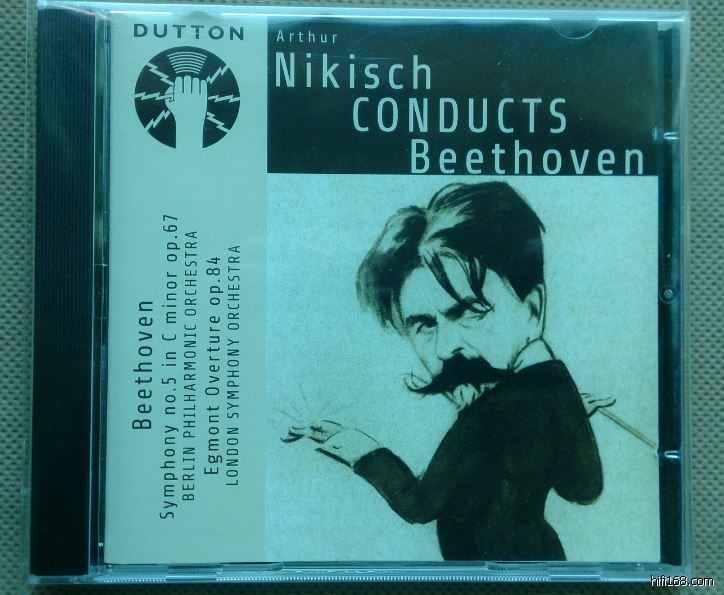 DUTTON
Arthur
Nikisch
CONDUCTS
Beethoven
Beethoven
Symphony no.5 in C minor op.67
BERLIN PHILHARMONIC ORCHESTRA
Egmont Overture op.84
LONDON SYMPHONY ORCHESTRA
hifi168.com